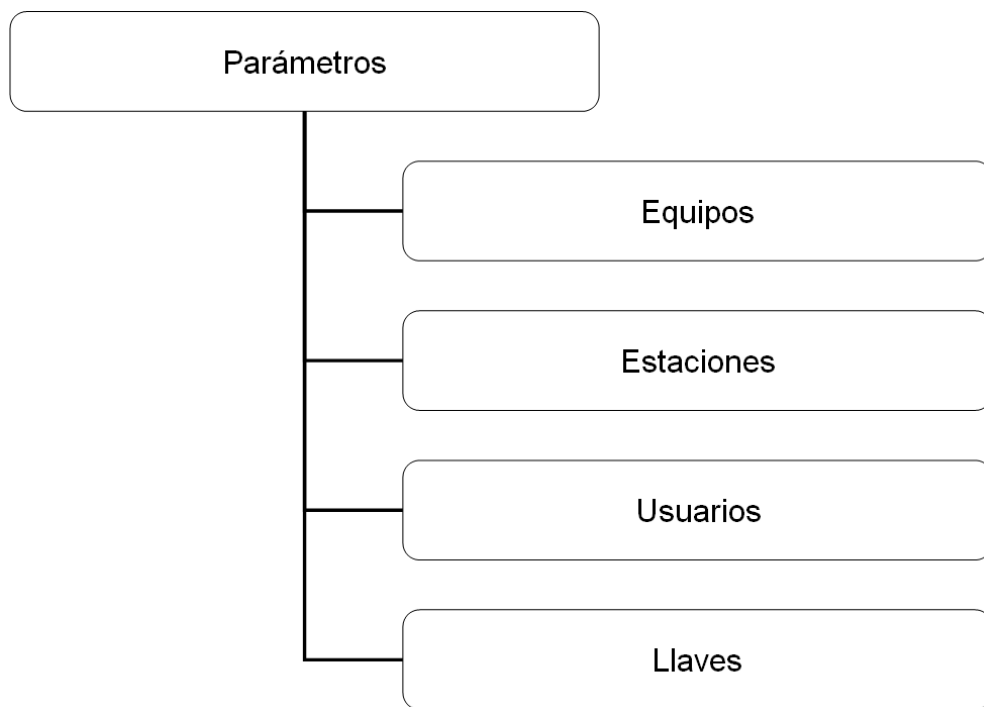 Parámetros
Equipos
Estaciones
Usuarios
Llaves